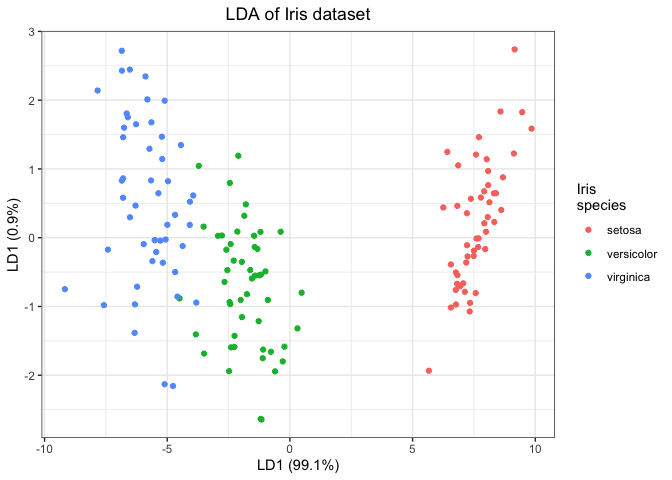 LDA of Iris dataset
3
2
1
0
-1
-2
-10
-5
0
5
10
LD1 (99.1%)
LD1 (0.9%)
Iris
species
setosa
versicolor
virginica